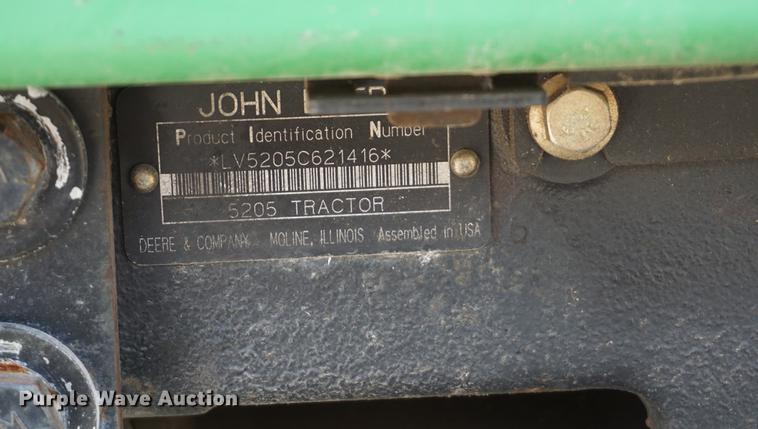 JOHN
Product Identification Number
*LV5205C621416*
5205 TRACTOR
DEERE & COMPANY MOLINE, ILLINOIS Assembled in USA
Purple Wave Auction